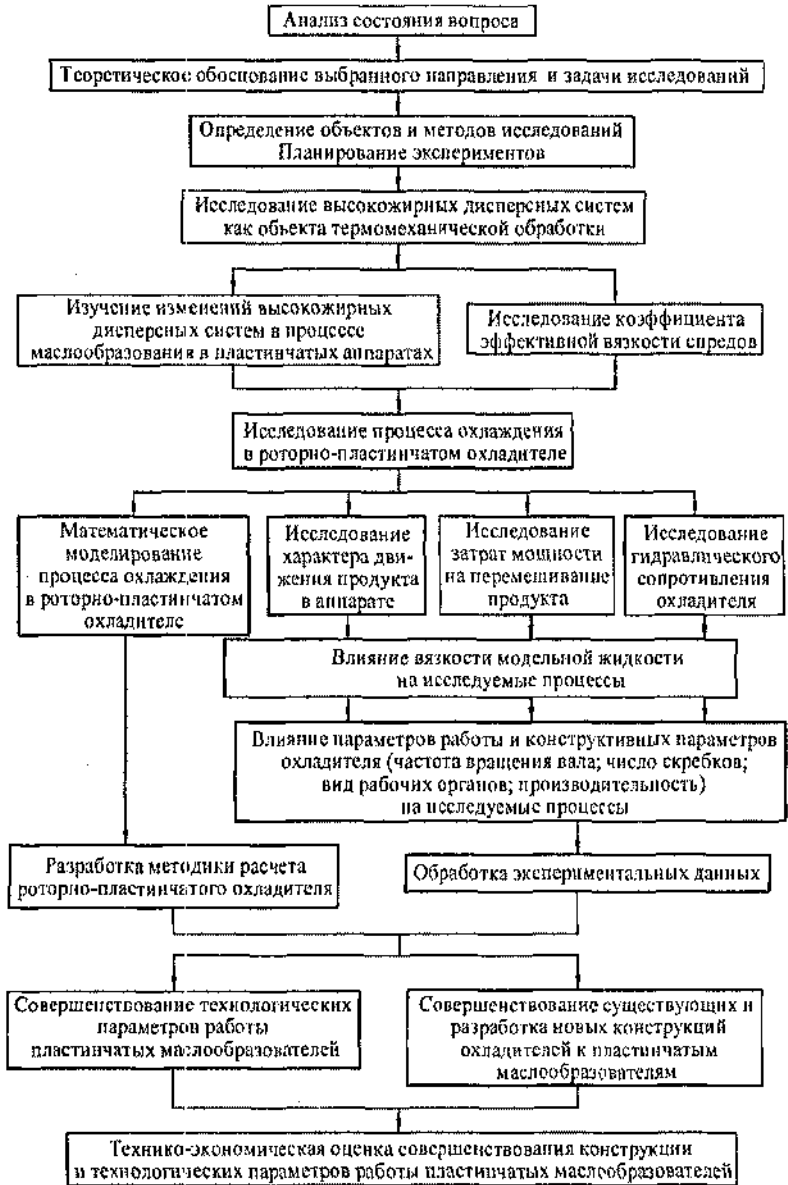 Анализ состояния вопроса
Теоретическое обоснование выбранного направления и задачи исследований
Определение объектов и методов исследований
Планирование экспериментов
Исследование высокожирных дисперсных систем
как объекта термомеханической обработки
Изучение изменений высокожирных
дисперсных систем в процессе
маслообразования в пластинчатых аппаратах
Исследование коэффициента
эффективной вязкости спредов
Исследование процесса охлаждения
в роторно-пластинчатом охладителе
Математическое
моделирование
процесса охлаждения
в роторно-пластинчатом
охладителе
Исследование
характера дви-
жения продукта
в аппарате
Исследование
затрат мощности
на перемешивание
продукта
Исследование
гидравлического
сопротивления
охладителя
Влияние вязкости модельной жидкости
на исследуемые процессы
Влияние параметров работы и конструктивных параметров
охладителя (частота вращения вала; число скребков;
вид рабочих органов; производительность)
на исследуемые процессы
Разработка методики расчета
роторно-пластинчатого охладителя
Обработка экспериментальных данных
Совершенствование технологических
параметров работы
пластинчатых маслообразователей
Совершенствование существующих и
разработка новых конструкций
охладителей к пластинчатым
маслообразователям
Технико-экономическая оценка совершенствования конструкции
и технологических параметров работы пластинчатых маслообразователей